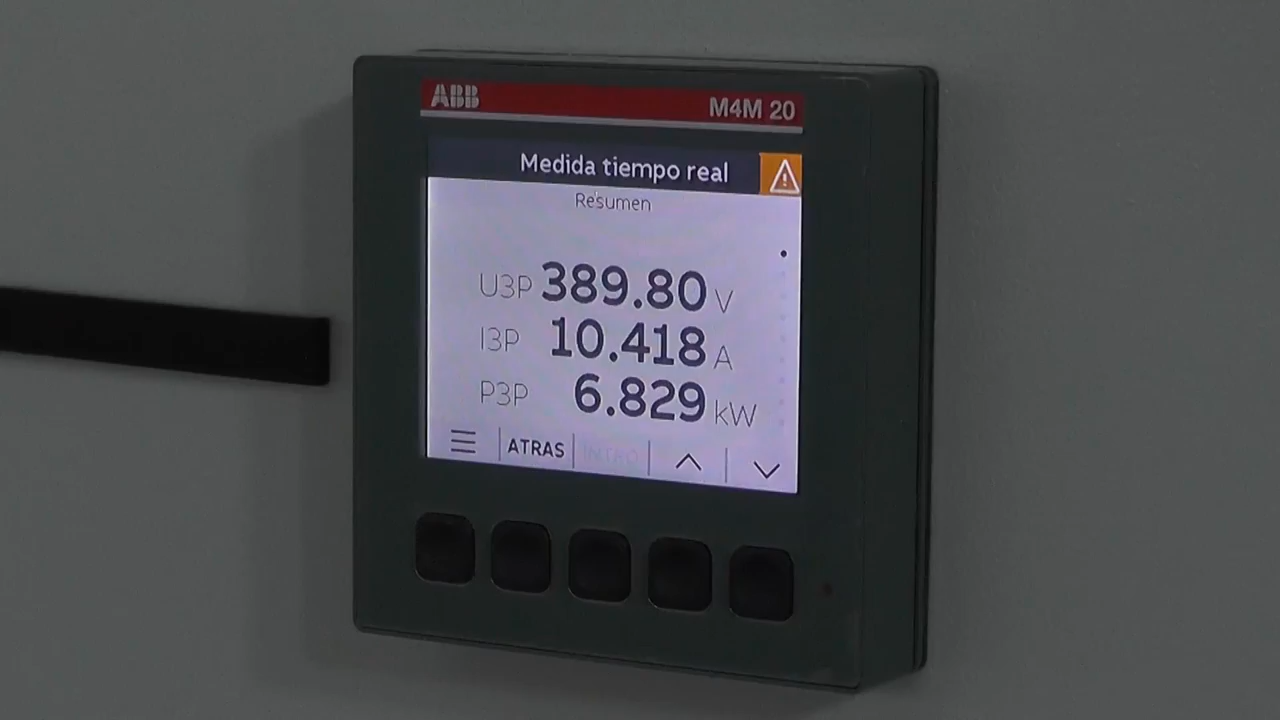 ABB M4M 20
Medida tiempo real
Resumen
U3P 389.80 V
I3P 10.418 A
P3P 6.829 kW
ATRAS